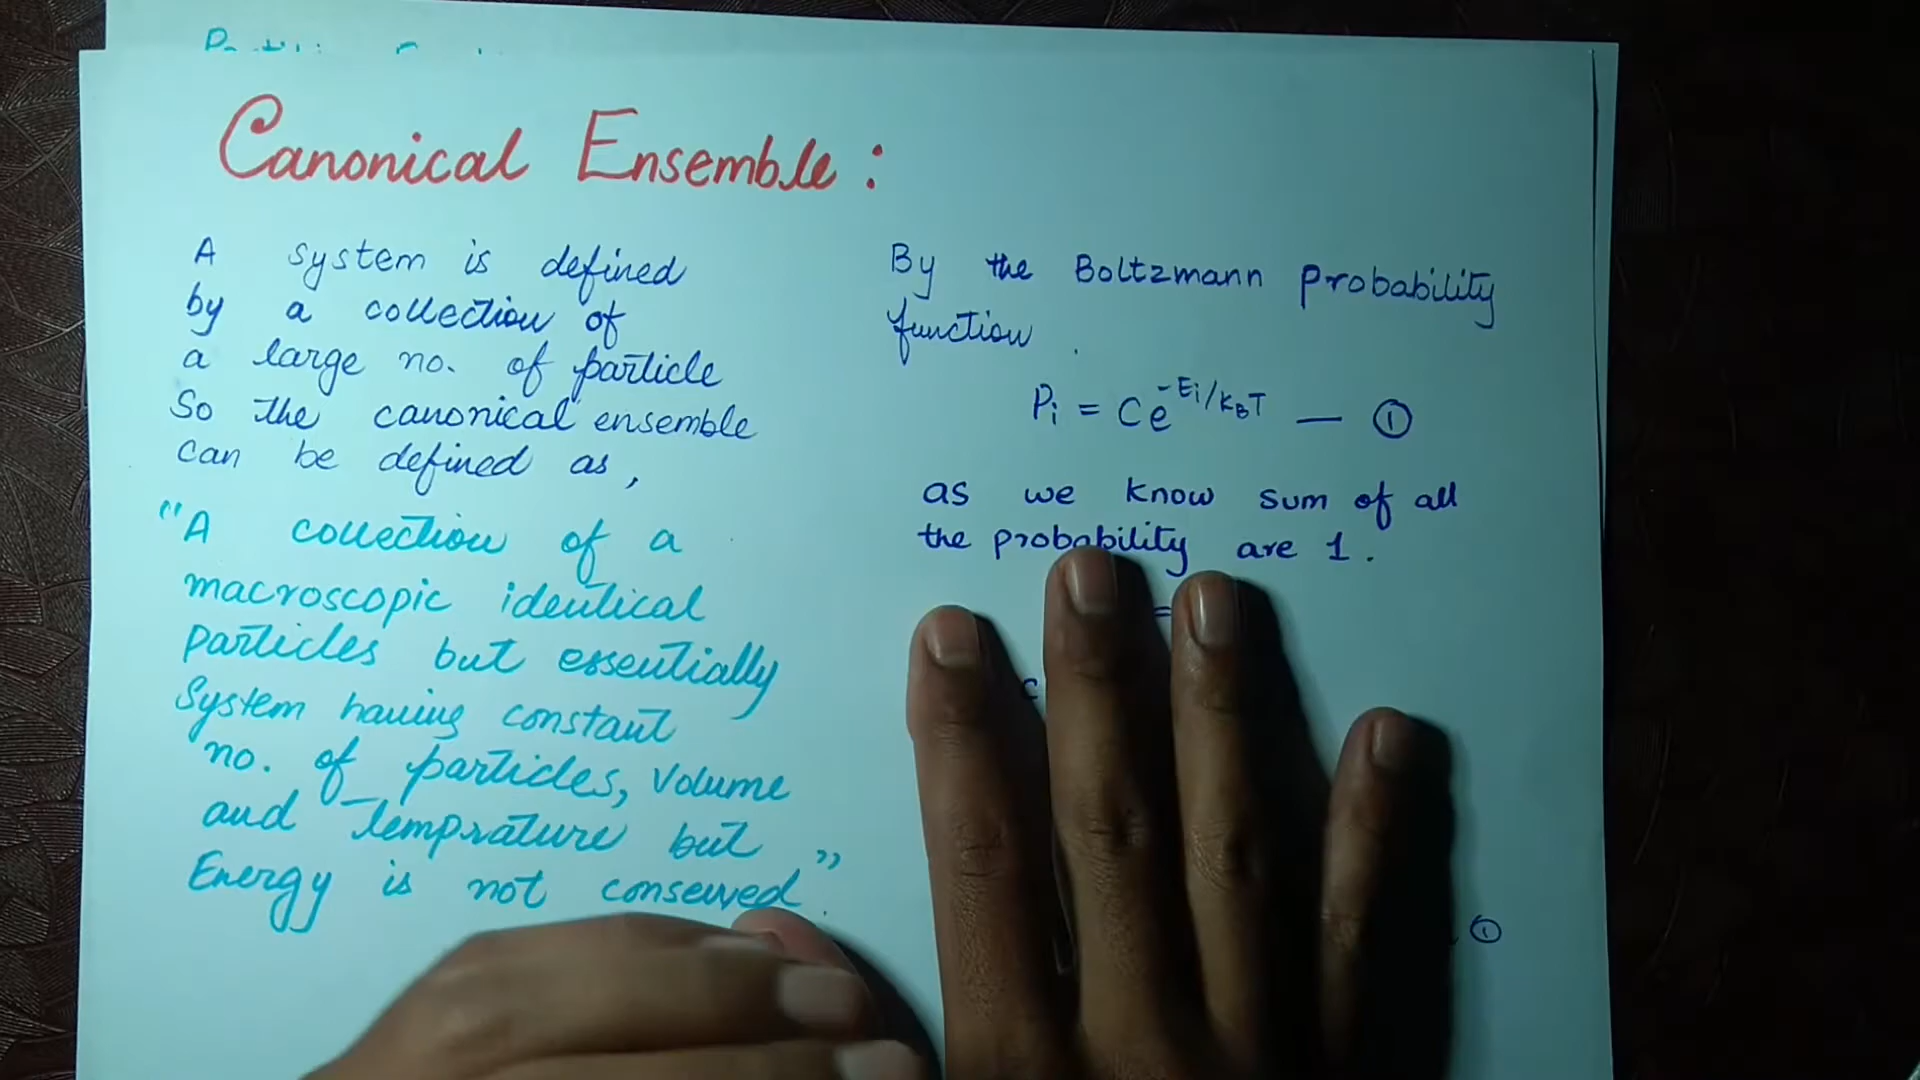 Canonical Ensemble :
A system is defined
by a collection of
a large no. of particle
So the canonical ensemble
can be defined as,
"A collection of a
macroscopic identical
particles but essentially
System having constant
no. of particles, Volume
and Temprature but
Energy is not conserved".
By the Boltzmann Probability
function.
Pi = Ce^-Ei/kBT — ①
as we know sum of all
the probability are 1.
=
c
①